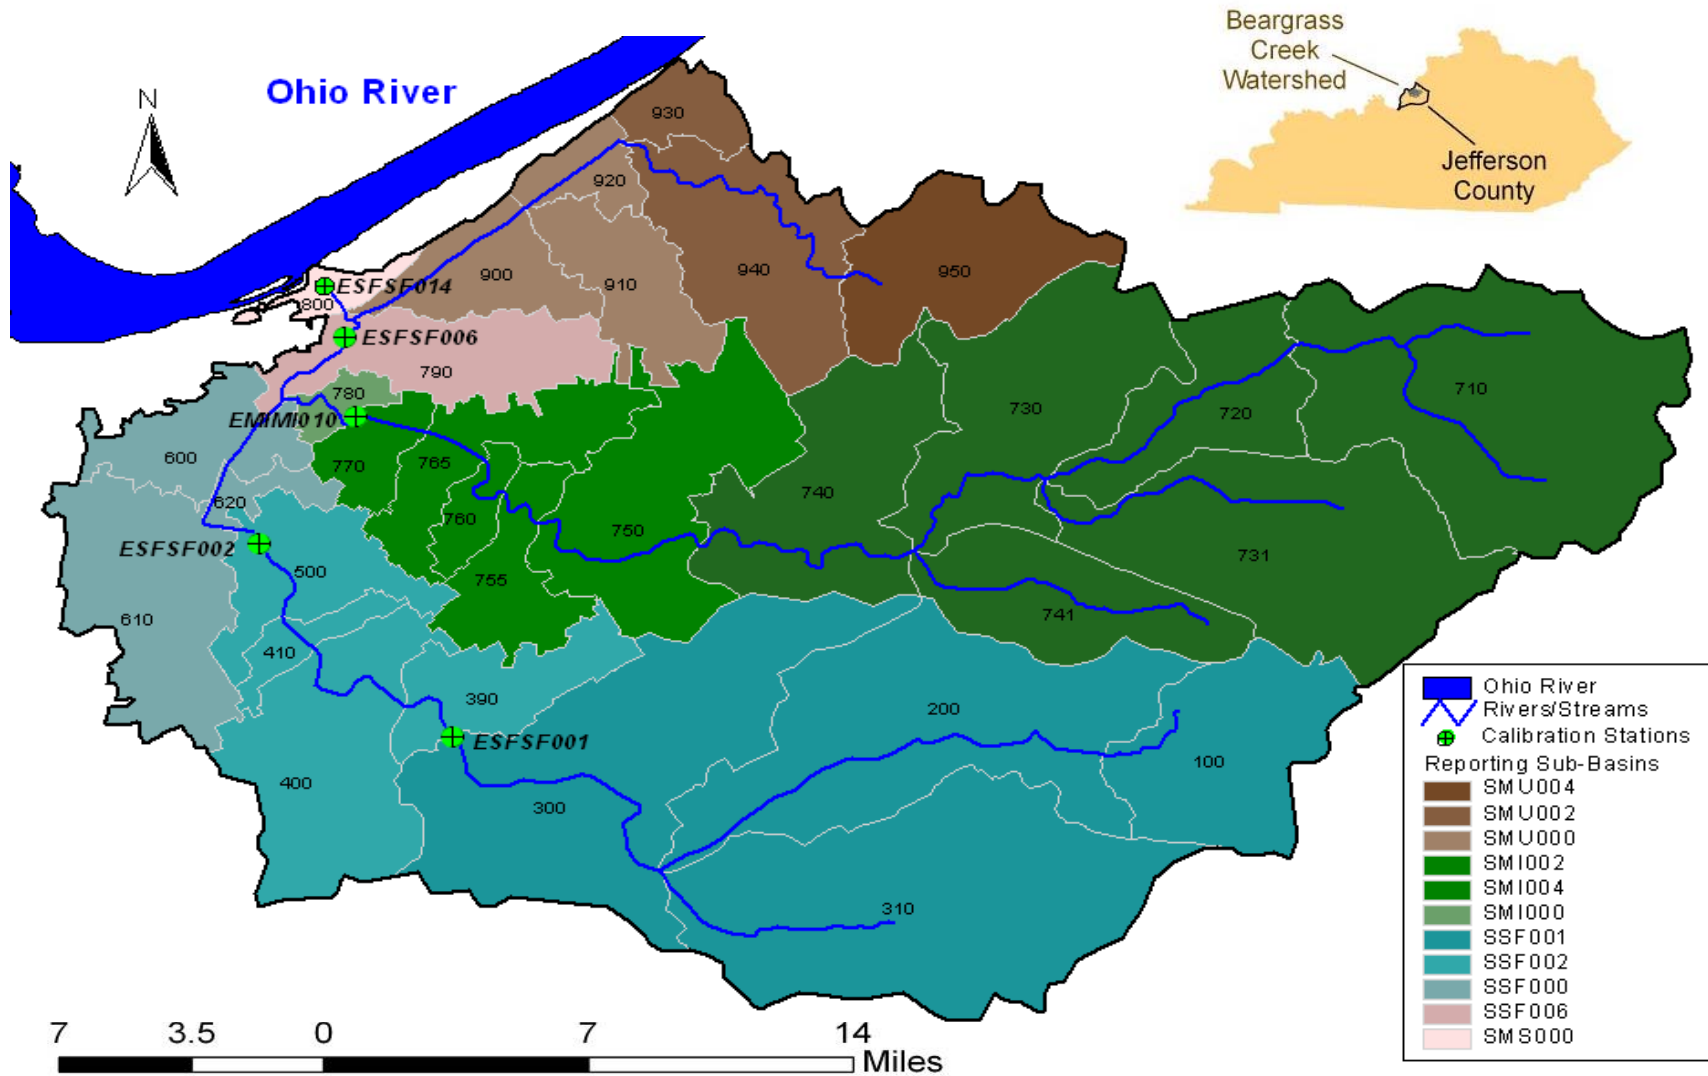 Beargrass
Creek
Watershed
Jefferson
County
N
Ohio River
930
920
900
910
940
950
ESFSF014
800
ESFSF006
790
780
EMIMI010
770
765
760
755
750
740
730
720
710
731
741
600
620
ESFSF002
500
610
410
390
ESFSF001
400
300
200
100
310
Ohio River
Rivers/Streams
Calibration Stations
Reporting Sub-Basins
SMU004
SMU002
SMU000
SMI002
SMI004
SMI000
SSF001
SSF002
SSF000
SSF006
SMS000
7 3.5 0 7 14
Miles